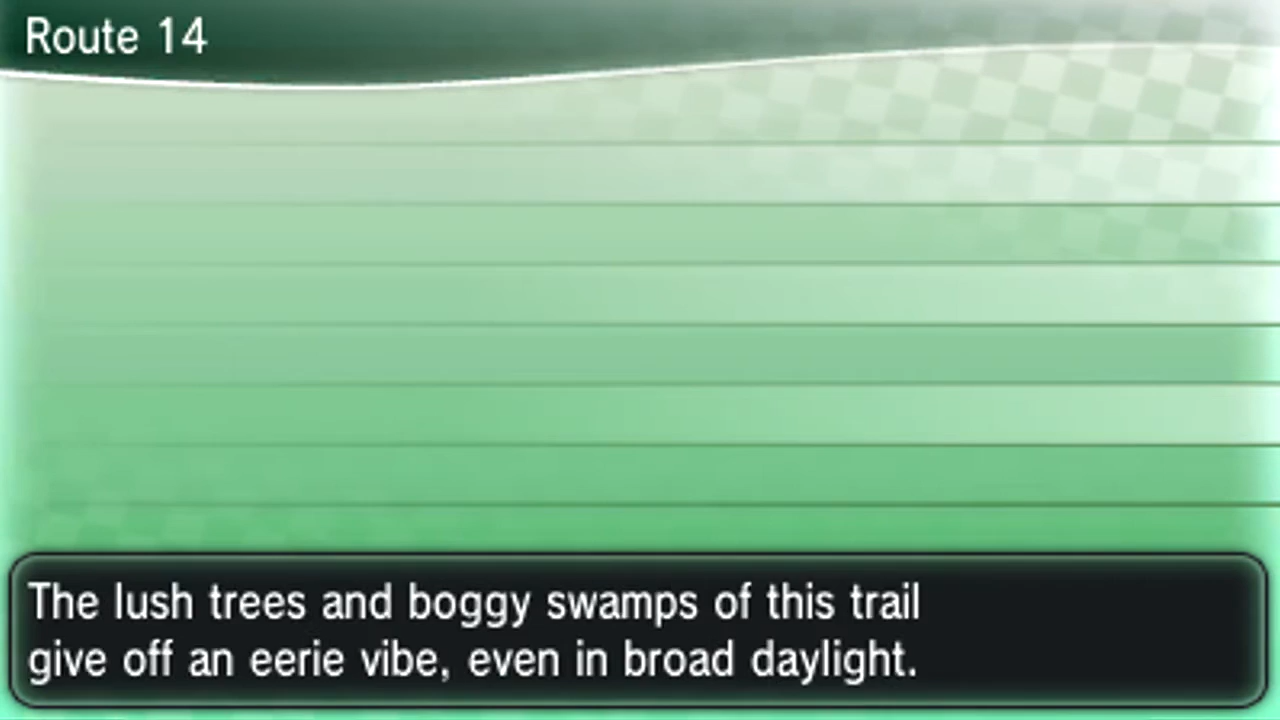 Route 14
The lush trees and boggy swamps of this trail
give off an eerie vibe, even in broad daylight.